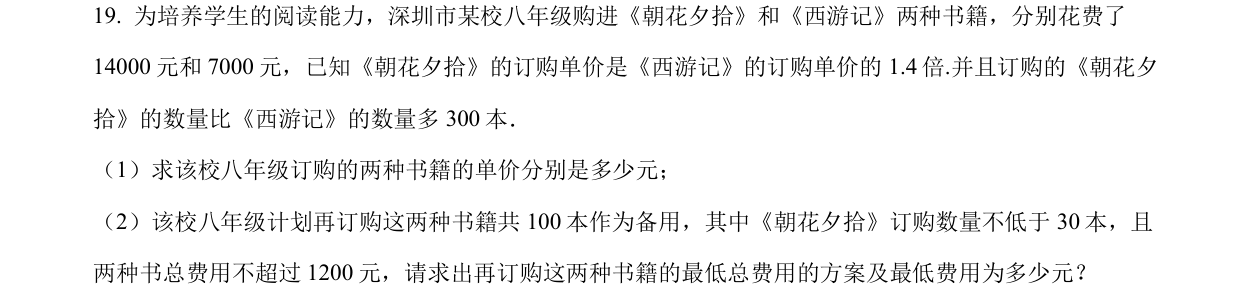 19. 为培养学生的阅读能力，深圳市某校八年级购进《朝花夕拾》和《西游记》两种书籍，分别花费了
14000 元和 7000 元，已知《朝花夕拾》的订购单价是《西游记》的订购单价的 1.4 倍.并且订购的《朝花夕
拾》的数量比《西游记》的数量多 300 本．
（1）求该校八年级订购的两种书籍的单价分别是多少元；
（2）该校八年级计划再订购这两种书籍共 100 本作为备用，其中《朝花夕拾》订购数量不低于 30 本，且
两种书总费用不超过 1200 元，请求出再订购这两种书籍的最低总费用的方案及最低费用为多少元？